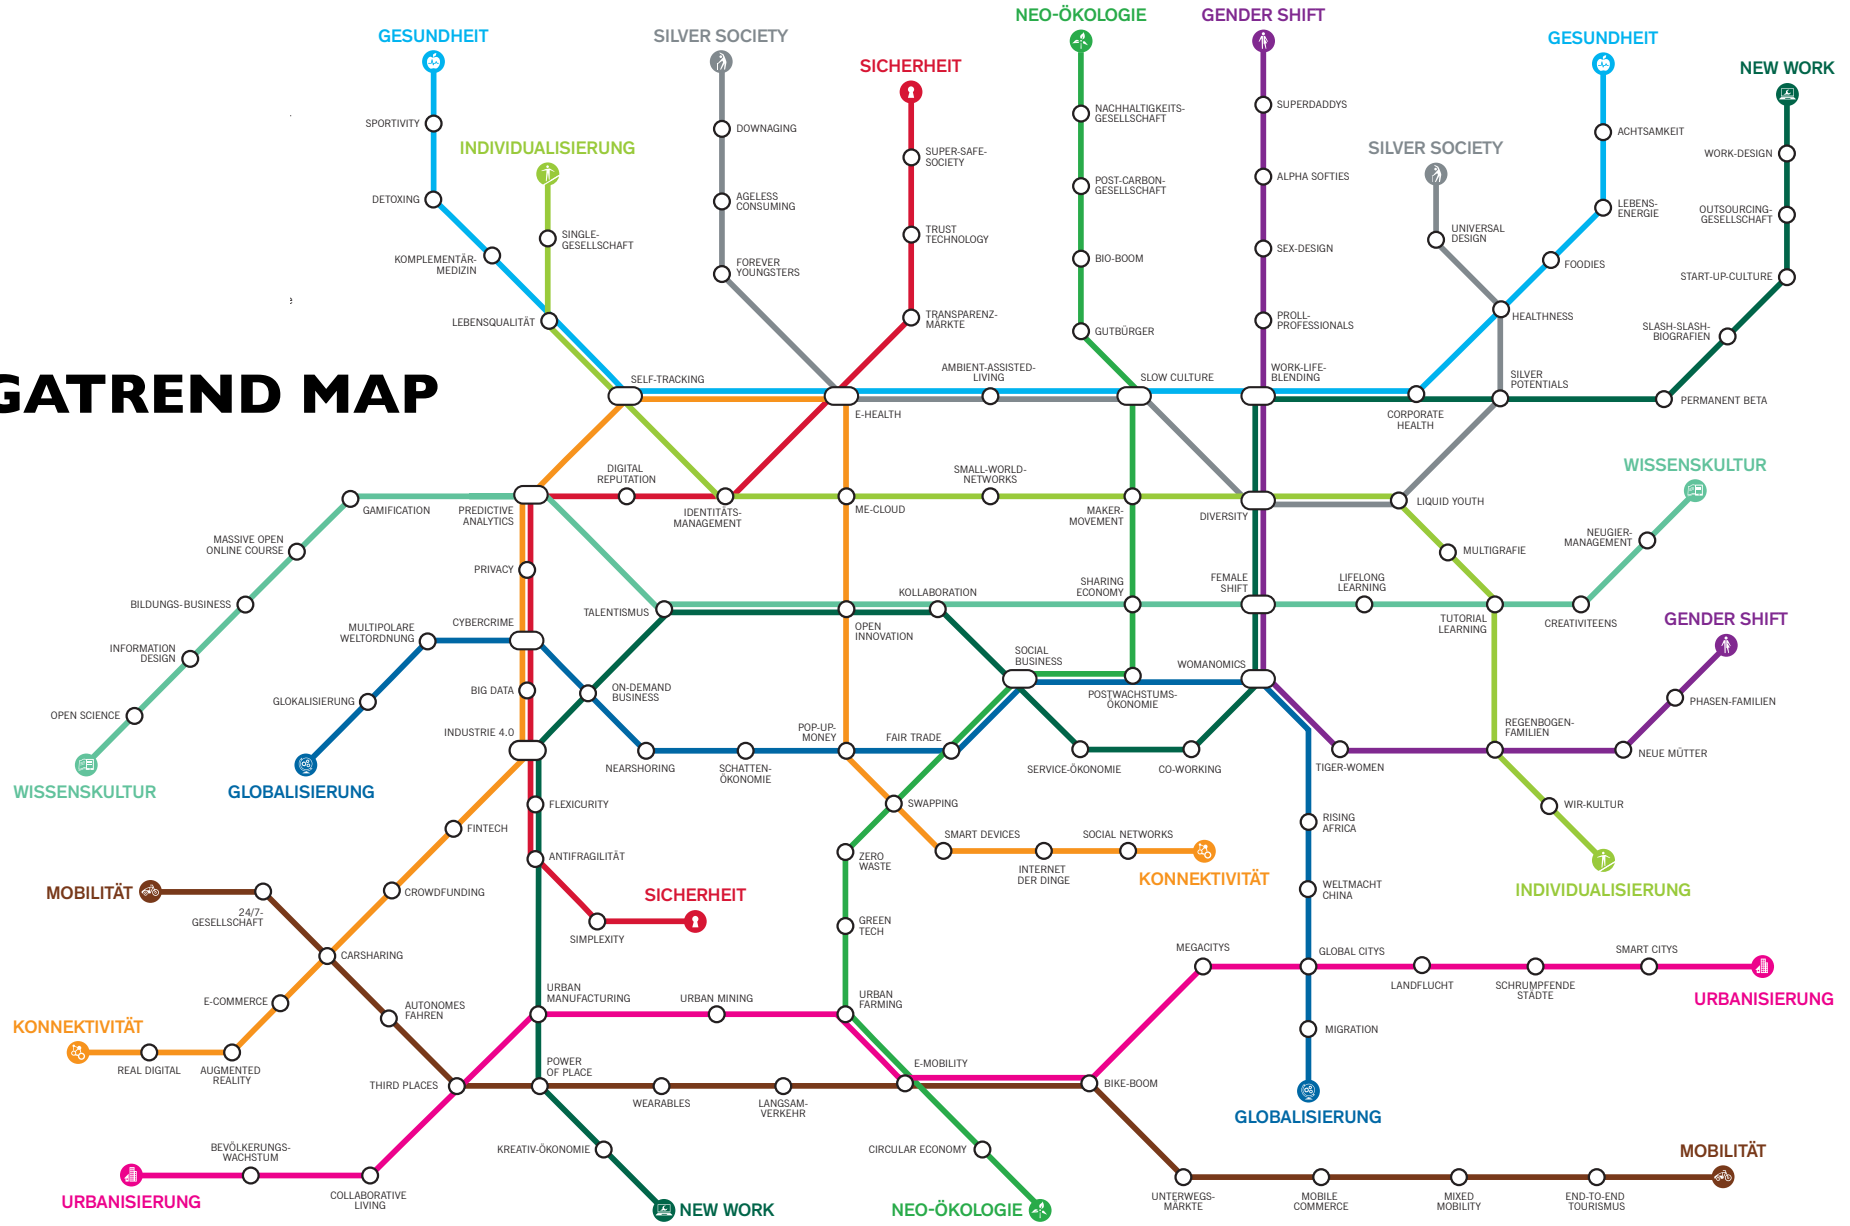 NEO-ÖKOLOGIE
GENDER SHIFT
GESUNDHEIT
SILVER SOCIETY
GESUNDHEIT
SICHERHEIT
NEW WORK
SUPERDADDYS
NACHHALTIGKEITS-
GESELLSCHAFT
SPORTIVITY
DOWNAGING
ACHTSAMKEIT
INDIVIDUALISIERUNG
SUPER-SAFE-
SOCIETY
SILVER SOCIETY
WORK-DESIGN
POST-CARBON-
GESELLSCHAFT
ALPHA SOFTIES
DETOXING
AGELESS
CONSUMING
LEBENS-
ENERGIE
OUTSOURCING-
GESELLSCHAFT
SINGLE-
GESELLSCHAFT
TRUST
TECHNOLOGY
UNIVERSAL
DESIGN
SEX-DESIGN
KOMPLEMENTÄR-
MEDIZIN
FOREVER
YOUNGSTERS
BIO-BOOM
FOODIES
START-UP-CULTURE
LEBENSQUALITÄT
TRANSPARENZ-
MÄRKTE
GUTBÜRGER
PROLL-
PROFESSIONALS
HEALTHNESS
SLASH-SLASH-
BIOGRAFIEN
GATREND MAP
SELF-TRACKING
AMBIENT-ASSISTED-
LIVING
SLOW CULTURE
WORK-LIFE-
BLENDING
SILVER
POTENTIALS
E-HEALTH
CORPORATE
HEALTH
PERMANENT BETA
DIGITAL
REPUTATION
SMALL-WORLD-
NETWORKS
WISSENSKULTUR
GAMIFICATION
PREDICTIVE
ANALYTICS
IDENTITÄTS-
MANAGEMENT
ME-CLOUD
MAKER-
MOVEMENT
DIVERSITY
LIQUID YOUTH
MASSIVE OPEN
ONLINE COURSE
MULTIGRAFIE
NEUGIER-
MANAGEMENT
PRIVACY
BILDUNGS-BUSINESS
TALENTISMUS
KOLLABORATION
SHARING
ECONOMY
FEMALE
SHIFT
LIFELONG
LEARNING
MULTIPOLARE
WELTORDNUNG
CYBERCRIME
OPEN
INNOVATION
TUTORIAL
LEARNING
CREATIVITEENS
GENDER SHIFT
INFORMATION
DESIGN
SOCIAL
BUSINESS
WOMANOMICS
GLOKALISIERUNG
BIG DATA
ON-DEMAND
BUSINESS
POSTWACHSTUMS-
ÖKONOMIE
PHASEN-FAMILIEN
OPEN SCIENCE
INDUSTRIE 4.0
POP-UP-
MONEY
FAIR TRADE
REGENBOGEN-
FAMILIEN
NEARSHORING
SCHATTEN-
ÖKONOMIE
SERVICE-ÖKONOMIE
CO-WORKING
TIGER-WOMEN
NEUE MÜTTER
WISSENSKULTUR
GLOBALISIERUNG
FLEXICURITY
SWAPPING
WIR-KULTUR
FINTECH
SMART DEVICES
SOCIAL NETWORKS
RISING
AFRICA
ANTIFRAGILITÄT
ZERO
WASTE
INTERNET
DER DINGE
KONNEKTIVITÄT
MOBILITÄT
CROWDFUNDING
SICHERHEIT
WELTMACHT
CHINA
INDIVIDUALISIERUNG
24/7-
GESELLSCHAFT
SIMPLEXITY
GREEN
TECH
CARSHARING
MEGACITYS
GLOBAL CITYS
SMART CITYS
LANDFLUCHT
SCHRUMPFENDE
STÄDTE
URBANISIERUNG
E-COMMERCE
AUTONOMES
FAHREN
URBAN
MANUFACTURING
URBAN MINING
URBAN
FARMING
KONNEKTIVITÄT
MIGRATION
REAL DIGITAL
AUGMENTED
REALITY
THIRD PLACES
POWER
OF PLACE
E-MOBILITY
BIKE-BOOM
WEARABLES
LANGSAM-
VERKEHR
GLOBALISIERUNG
BEVÖLKERUNGS-
WACHSTUM
KREATIV-ÖKONOMIE
CIRCULAR ECONOMY
MOBILITÄT
URBANISIERUNG
COLLABORATIVE
LIVING
NEW WORK
NEO-ÖKOLOGIE
UNTERWEGS-
MÄRKTE
MOBILE
COMMERCE
MIXED
MOBILITY
END-TO-END
TOURISMUS